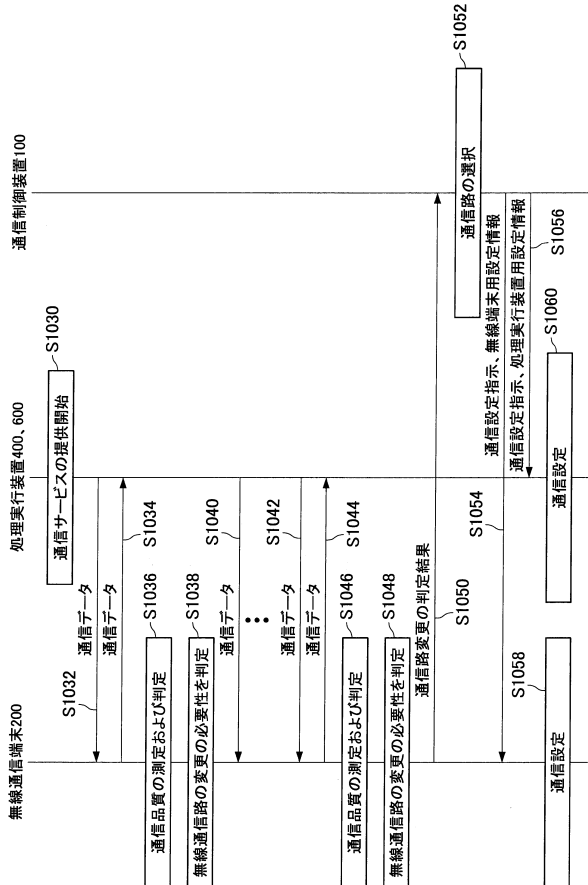 無線通信端末200
処理実行装置400、600
通信制御装置100
通信サービスの提供開始
S1030
S1032
通信データ
通信データ
S1034
通信品質の測定および判定
S1036
無線通信路の変更の必要性を判定
S1038
通信データ
S1040
•••
通信データ
S1042
通信データ
S1044
通信品質の測定および判定
S1046
無線通信路の変更の必要性を判定
S1048
通信路変更の判定結果
S1050
通信路の選択
S1052
通信設定指示、無線端末用設定情報
S1054
通信設定指示、処理実行装置用設定情報
S1056
通信設定
S1058
通信設定
S1060